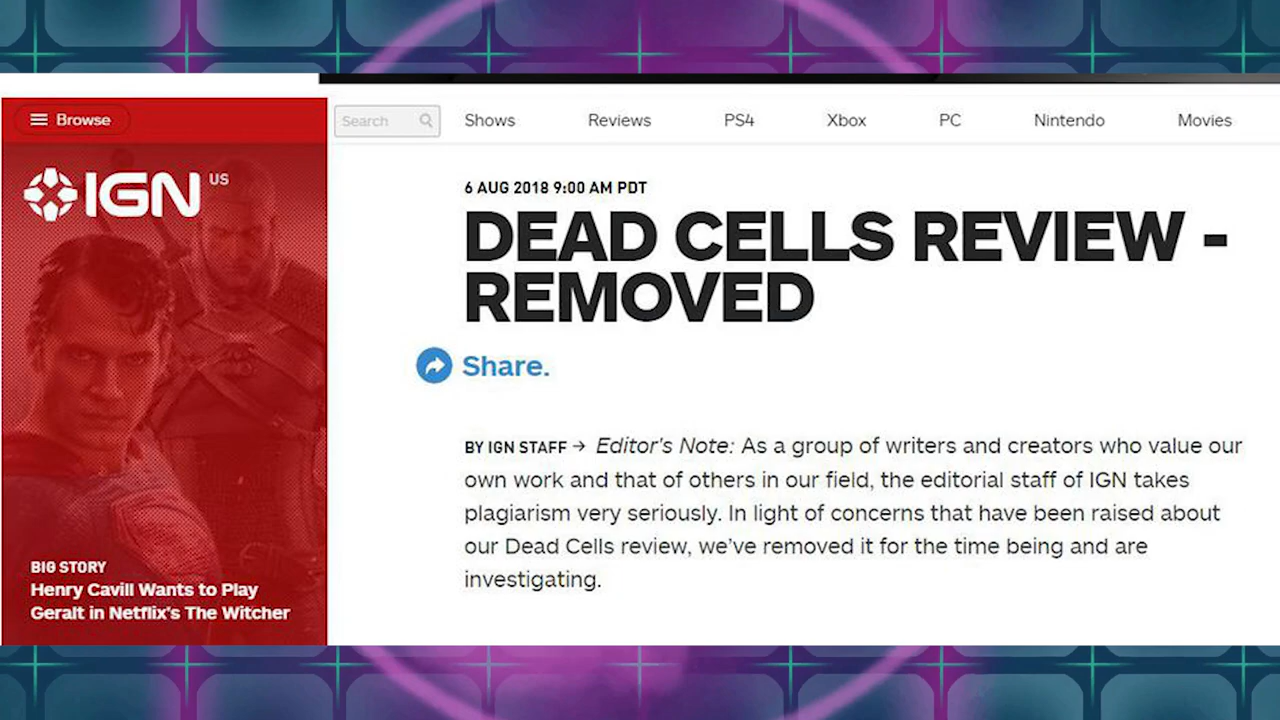 Browse
Search
Shows
Reviews
PS4
Xbox
PC
Nintendo
Movies
IGN US
6 AUG 2018 9:00 AM PDT
DEAD CELLS REVIEW -
REMOVED
Share.
BY IGN STAFF → Editor's Note: As a group of writers and creators who value our
own work and that of others in our field, the editorial staff of IGN takes
plagiarism very seriously. In light of concerns that have been raised about
our Dead Cells review, we've removed it for the time being and are
investigating.
BIG STORY
Henry Cavill Wants to Play
Geralt in Netflix's The Witcher